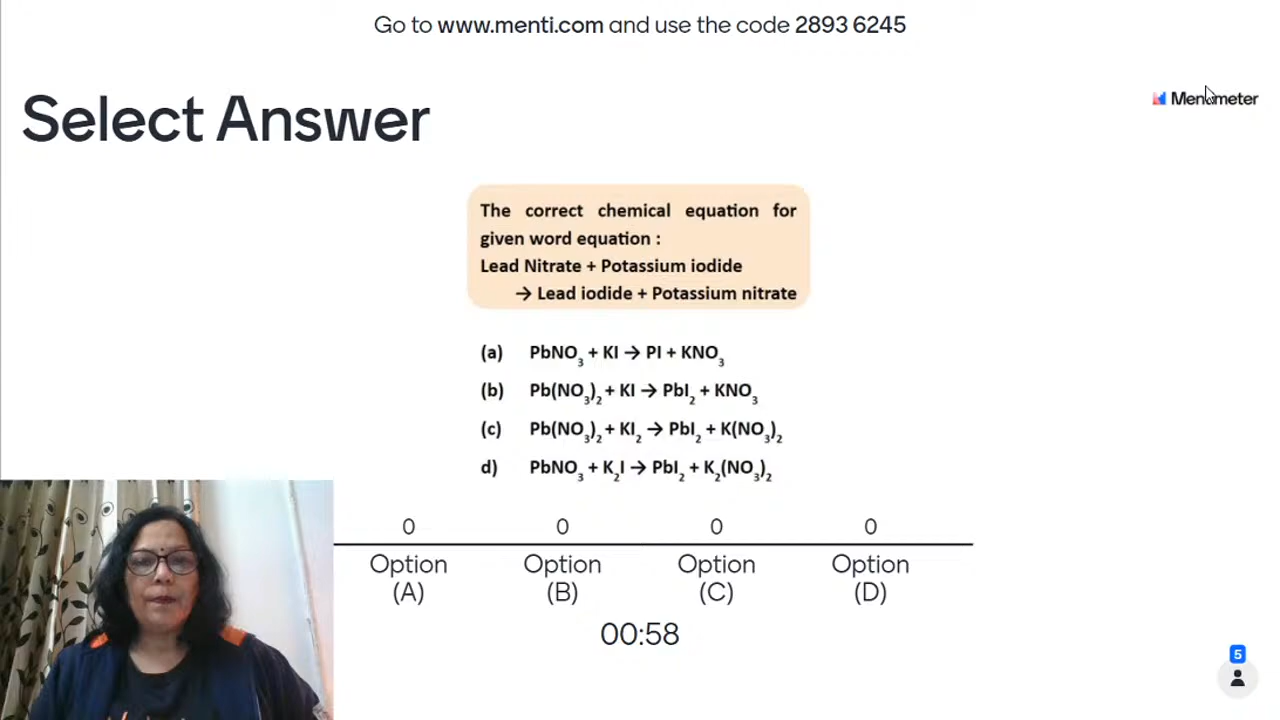 Go to www.menti.com and use the code 2893 6245
Select Answer
Mentimeter
The correct chemical equation for
given word equation :
Lead Nitrate + Potassium iodide
→ Lead iodide + Potassium nitrate
(a) PbNO₃ + KI → PI + KNO₃
(b) Pb(NO₃)₂ + KI → PbI₂ + KNO₃
(c) Pb(NO₃)₂ + KI₂ → PbI₂ + K(NO₃)₂
d) PbNO₃ + K₂I → PbI₂ + K₂(NO₃)₂
0 0 0 0
Option Option Option Option
(A) (B) (C) (D)
00:58
5